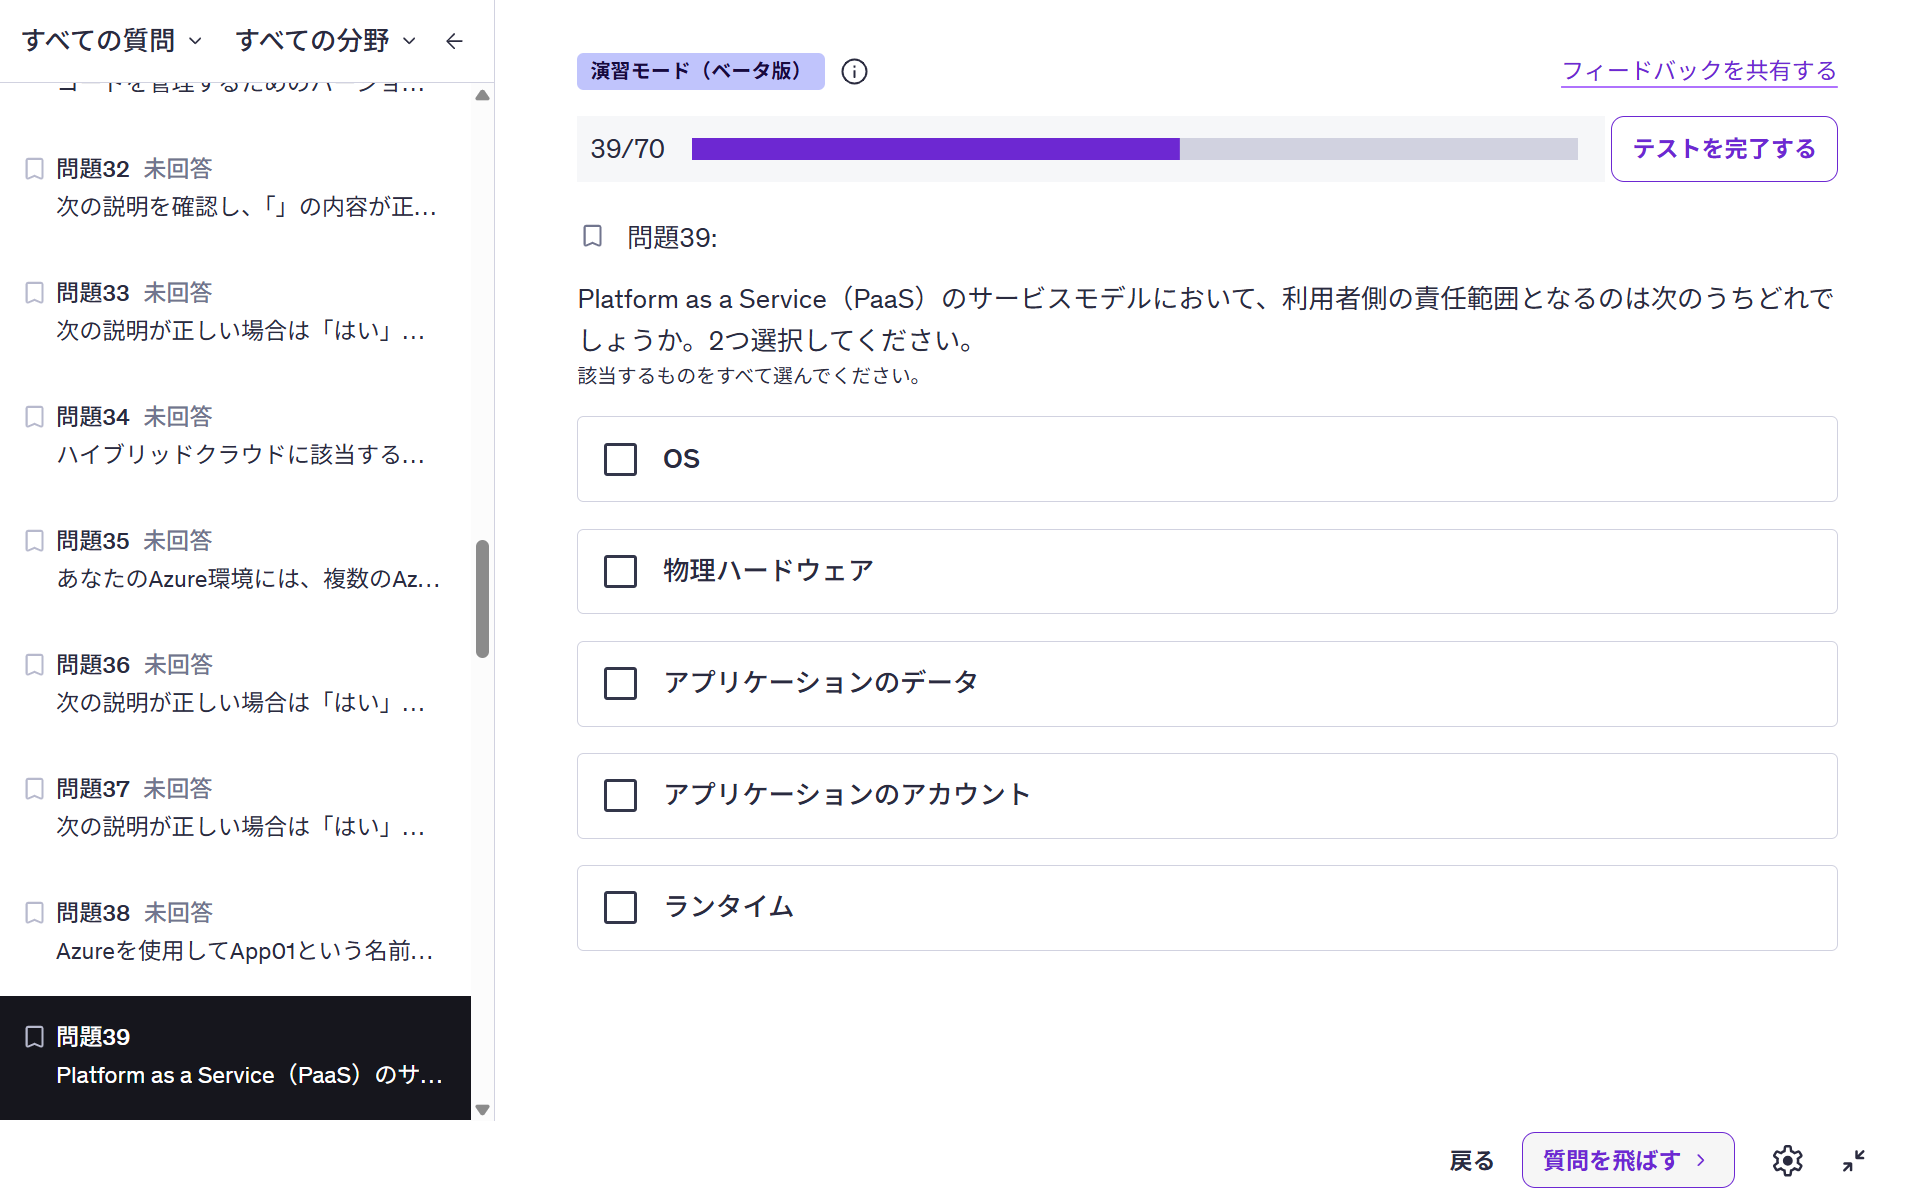 すべての質問
すべての分野
コードを管理するためのバージョ...
問題32 未回答
次の説明を確認し、「」の内容が正...
問題33 未回答
次の説明が正しい場合は「はい」...
問題34 未回答
ハイブリッドクラウドに該当する...
問題35 未回答
あなたのAzure環境には、複数のAz...
問題36 未回答
次の説明が正しい場合は「はい」...
問題37 未回答
次の説明が正しい場合は「はい」...
問題38 未回答
Azureを使用してApp01という名前...
問題39
Platform as a Service（PaaS）のサ...
演習モード（ベータ版）
フィードバックを共有する
39/70
テストを完了する
問題39:
Platform as a Service（PaaS）のサービスモデルにおいて、利用者側の責任範囲となるのは次のうちどれで
しょうか。2つ選択してください。
該当するものをすべて選んでください。
OS
物理ハードウェア
アプリケーションのデータ
アプリケーションのアカウント
ランタイム
戻る
質問を飛ばす